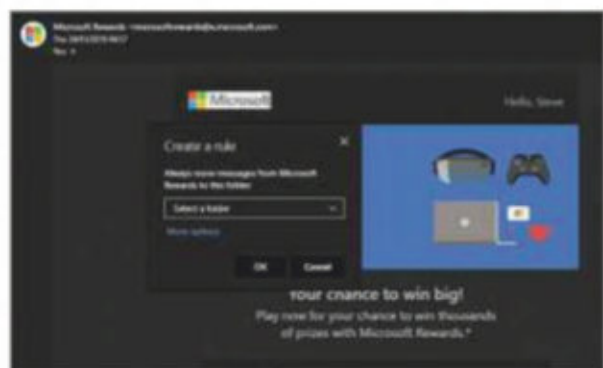 Microsoft Rewards <microsoftrewards@e.microsoft.com>
Microsoft
Hello, Steve
Create a rule
Always move messages from Microsoft
Rewards to this folder
Select a folder
More options
OK Cancel
Your chance to win big!
Play now for your chance to win thousands
of prizes with Microsoft Rewards.*